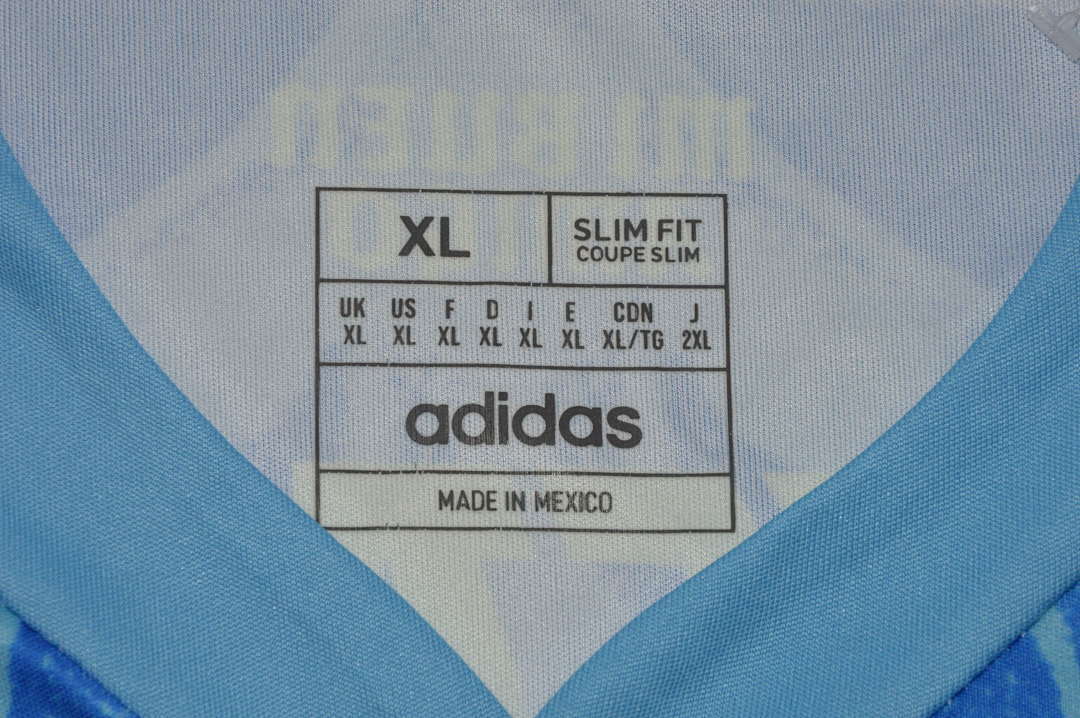 XL
SLIM FIT
COUPE SLIM
UK US F D I E CDN J
XL XL XL XL XL XL XL/TG 2XL
adidas
MADE IN MEXICO